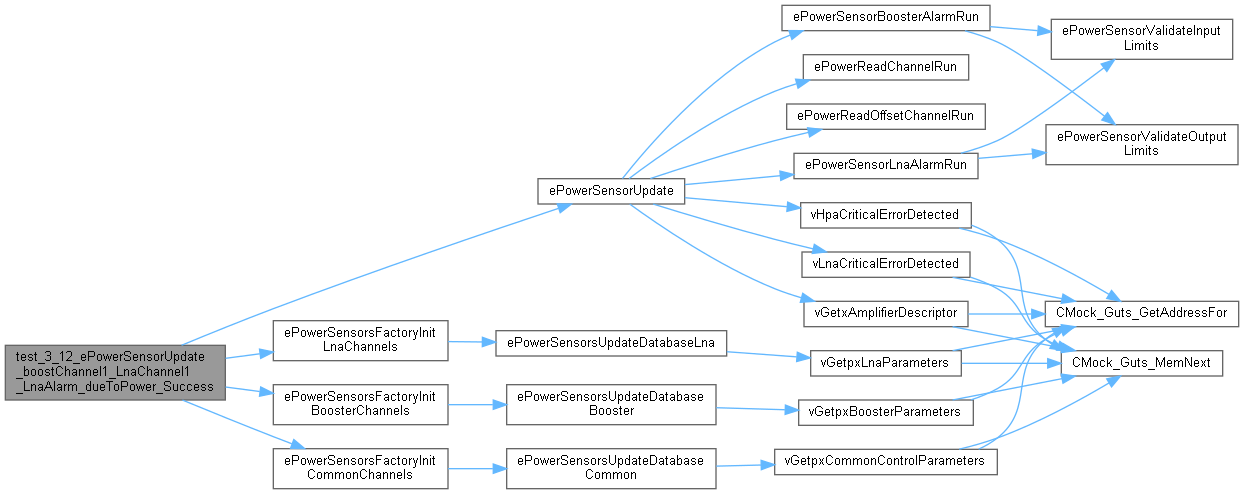 test_3_12_ePowerSensorUpdate
_boostChannel1_LnaChannel1
_LnaAlarm_dueToPower_Success
ePowerSensorUpdate
ePowerSensorsFactoryInit
LnaChannels
ePowerSensorsFactoryInit
BoosterChannels
ePowerSensorsFactoryInit
CommonChannels
ePowerSensorsUpdateDatabaseLna
ePowerSensorsUpdateDatabase
Booster
ePowerSensorsUpdateDatabase
Common
ePowerSensorBoosterAlarmRun
ePowerReadChannelRun
ePowerReadOffsetChannelRun
ePowerSensorLnaAlarmRun
vHpaCriticalErrorDetected
vLnaCriticalErrorDetected
vGetxAmplifierDescriptor
vGetpxLnaParameters
vGetpxBoosterParameters
vGetpxCommonControlParameters
ePowerSensorValidateInput
Limits
ePowerSensorValidateOutput
Limits
CMock_Guts_GetAddressFor
CMock_Guts_MemNext